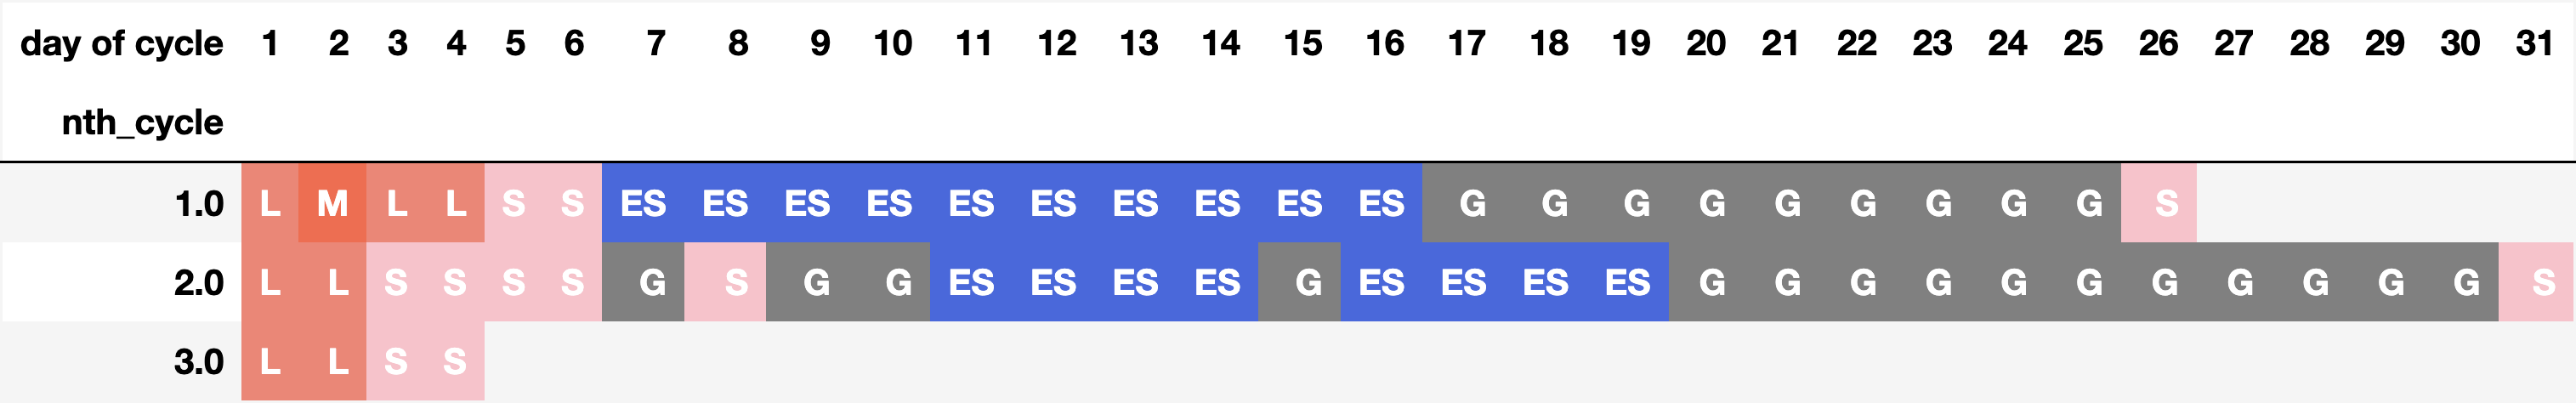 day of cycle 1 2 3 4 5 6 7 8 9 10 11 12 13 14 15 16 17 18 19 20 21 22 23 24 25 26 27 28 29 30 31
nth_cycle
1.0 L M L L S S ES ES ES ES ES ES ES ES ES ES G G G G G G G G G S
2.0 L L S S S S G S G G ES ES ES ES G ES ES ES ES G G G G G G G G G G G S
3.0 L L S S